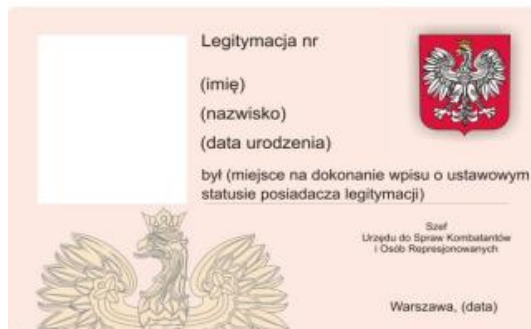 Legitymacja nr
(imię)
(nazwisko)
(data urodzenia)
był (miejsce na dokonanie wpisu o ustawowym
statusie posiadacza legitymacji)
Szef
Urzędu do Spraw Kombatantów
i Osób Represjonowanych
Warszawa, (data)